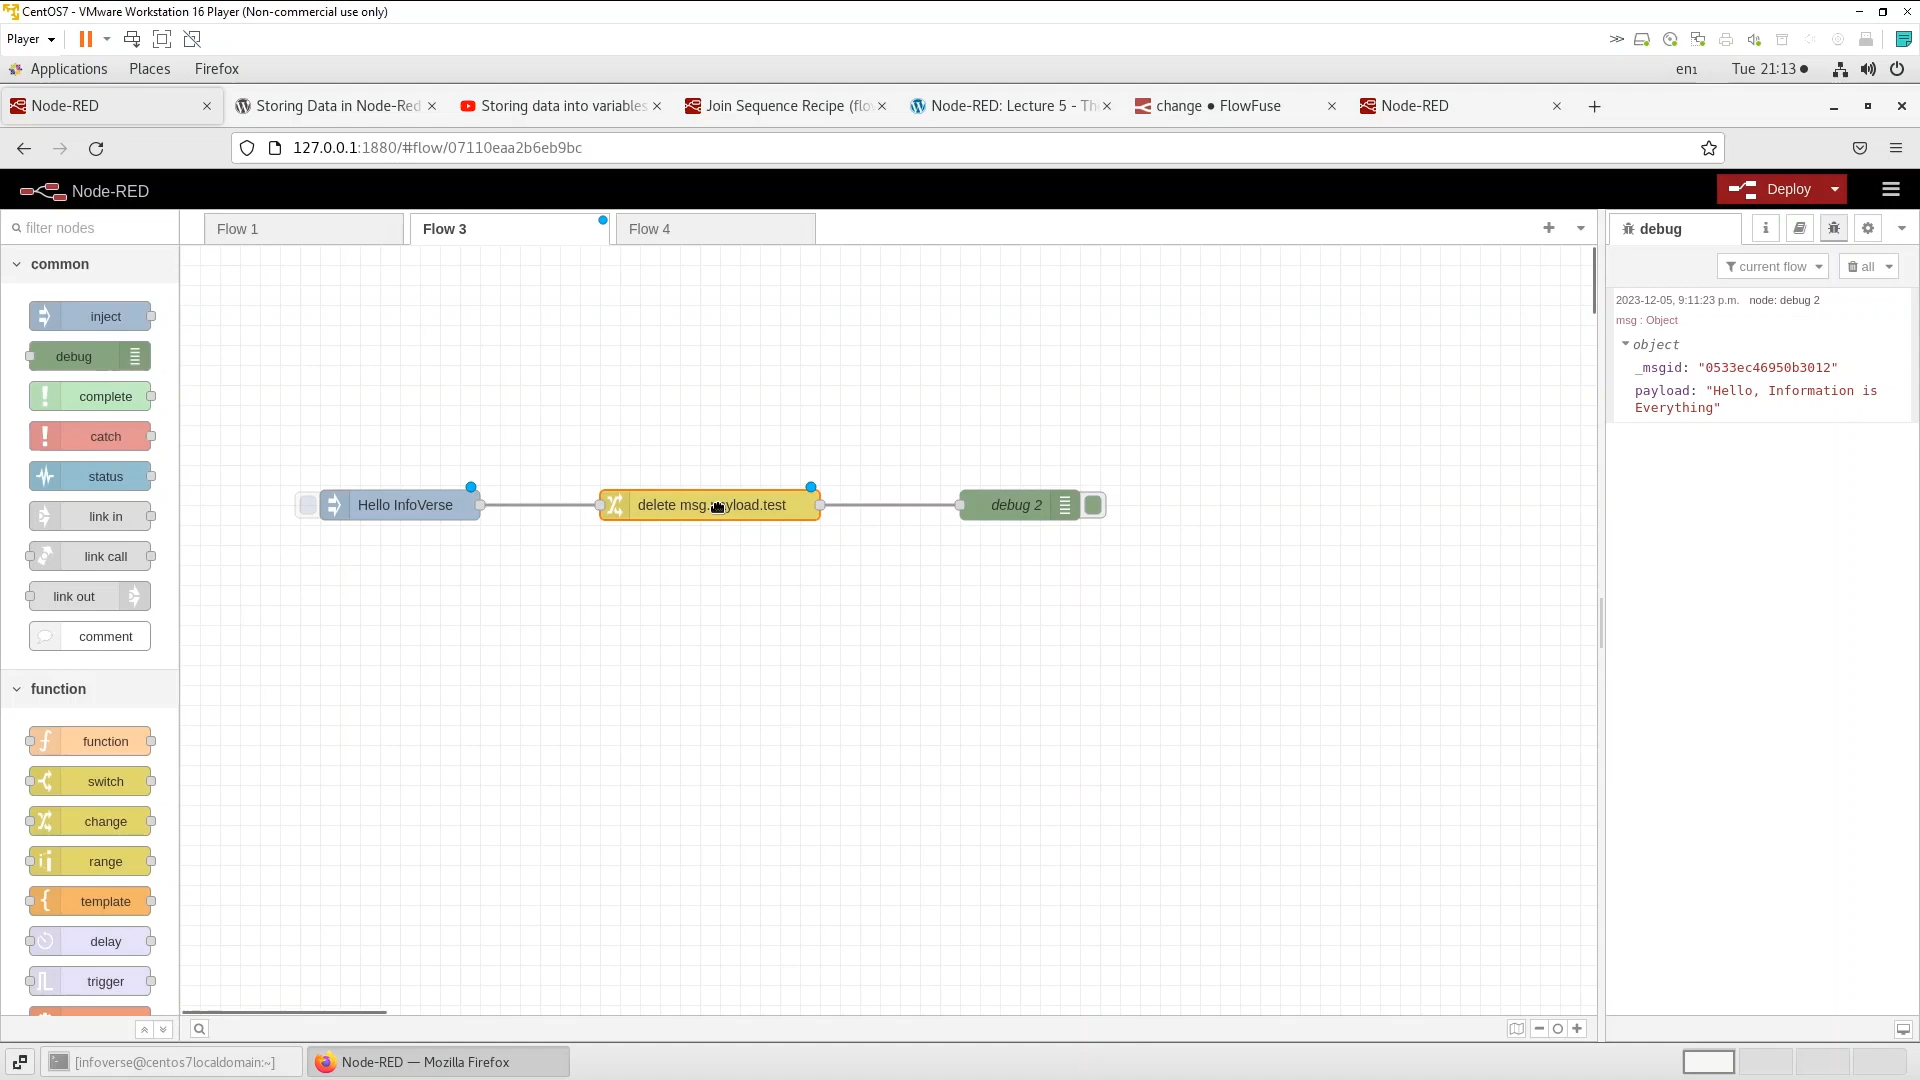 CentOS7 - VMware Workstation 16 Player (Non-commercial use only)
Player
Applications Places Firefox en1 Tue 21:13
Node-RED Storing Data in Node-Red Storing data into variables Join Sequence Recipe (flo Node-RED: Lecture 5 - Th change ● FlowFuse Node-RED
127.0.0.1:1880/#flow/07110eaa2b6eb9bc
Node-RED Deploy
filter nodes Flow 1 Flow 3 Flow 4 debug
common
current flow all
inject
debug
complete
catch
status
link in
link call
link out
comment
function
function
switch
change
range
template
delay
trigger
Hello InfoVerse delete msg. yload.test debug 2
2023-12-05, 9:11:23 p.m. node: debug 2
msg : Object
object
_msgid: "0533ec46950b3012"
payload: "Hello, Information is
Everything"
[infoverse@centos7localdomain:~] Node-RED — Mozilla Firefox